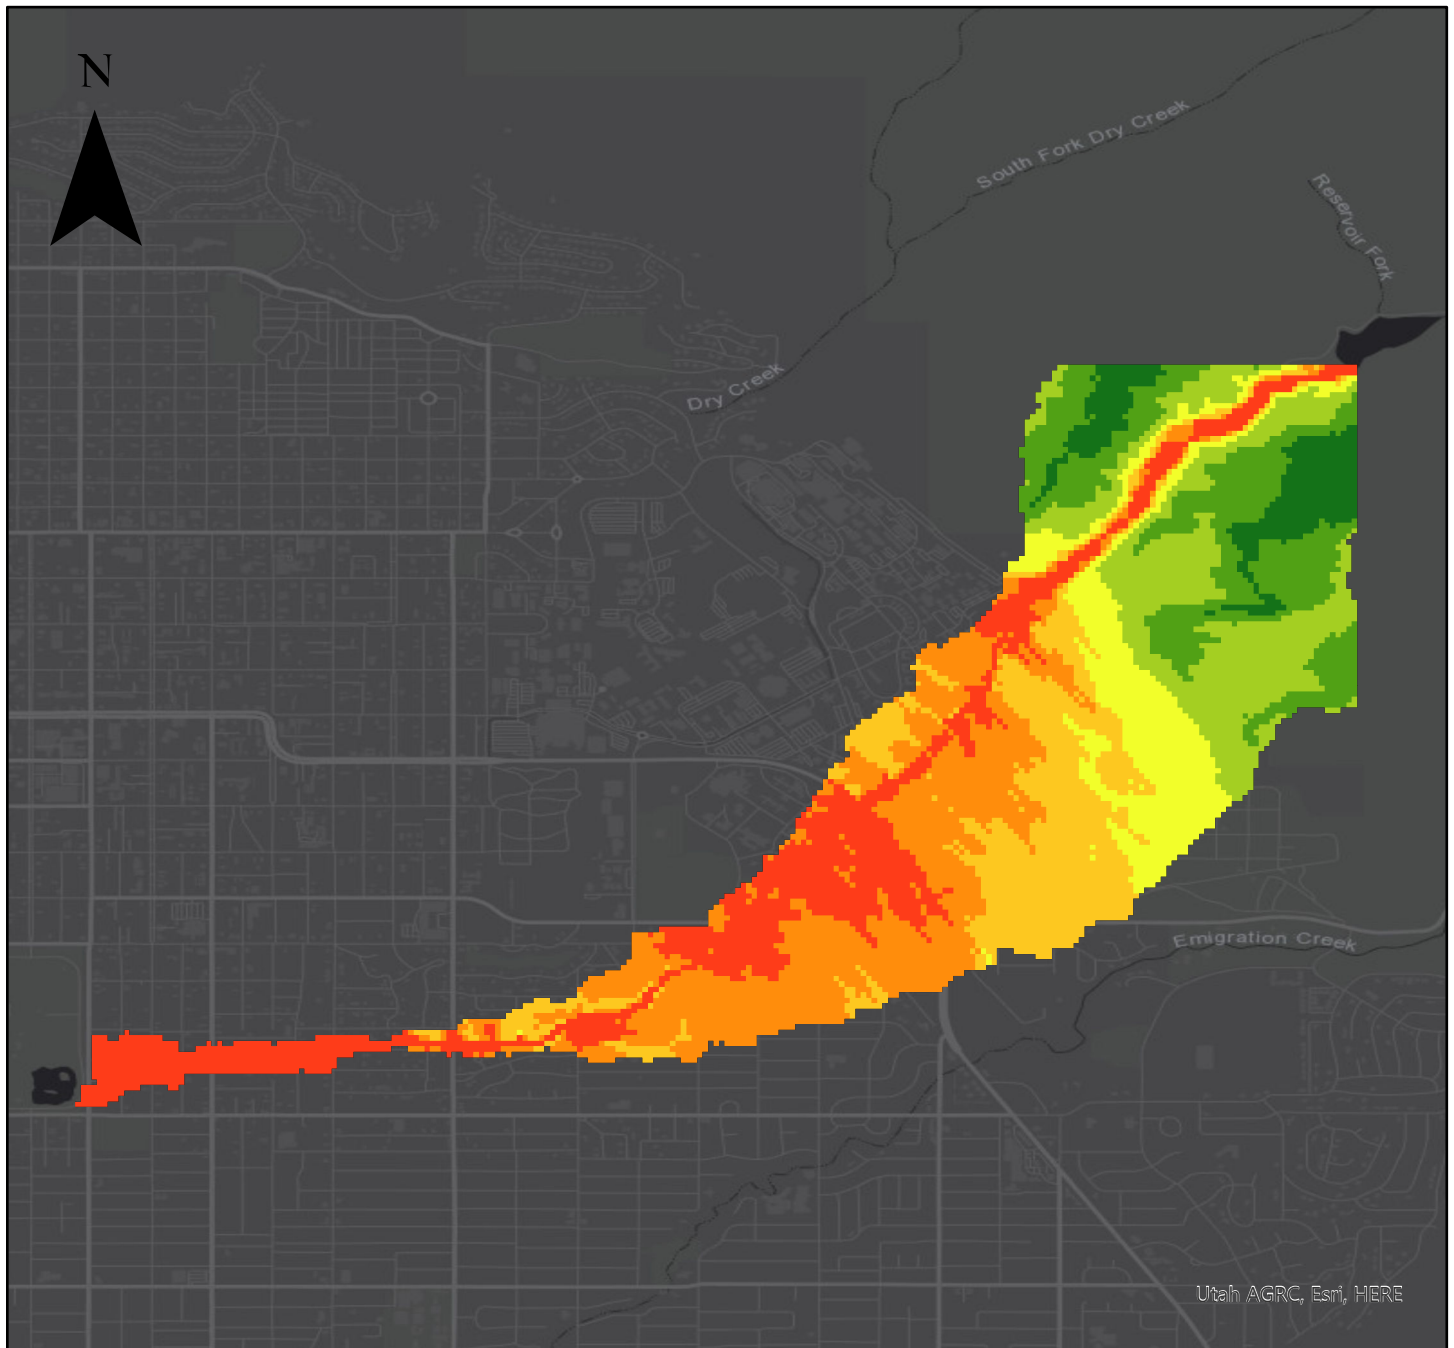 N
South Fork Dry Creek
Reservoir Fork
Dry Creek
Emigration Creek
Utah AGRC, Esri, HERE